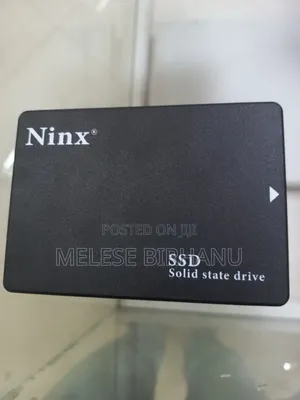 Ninx®
POSTED ON JIJI
MELESE BIRHANU
SSD
Solid state drive